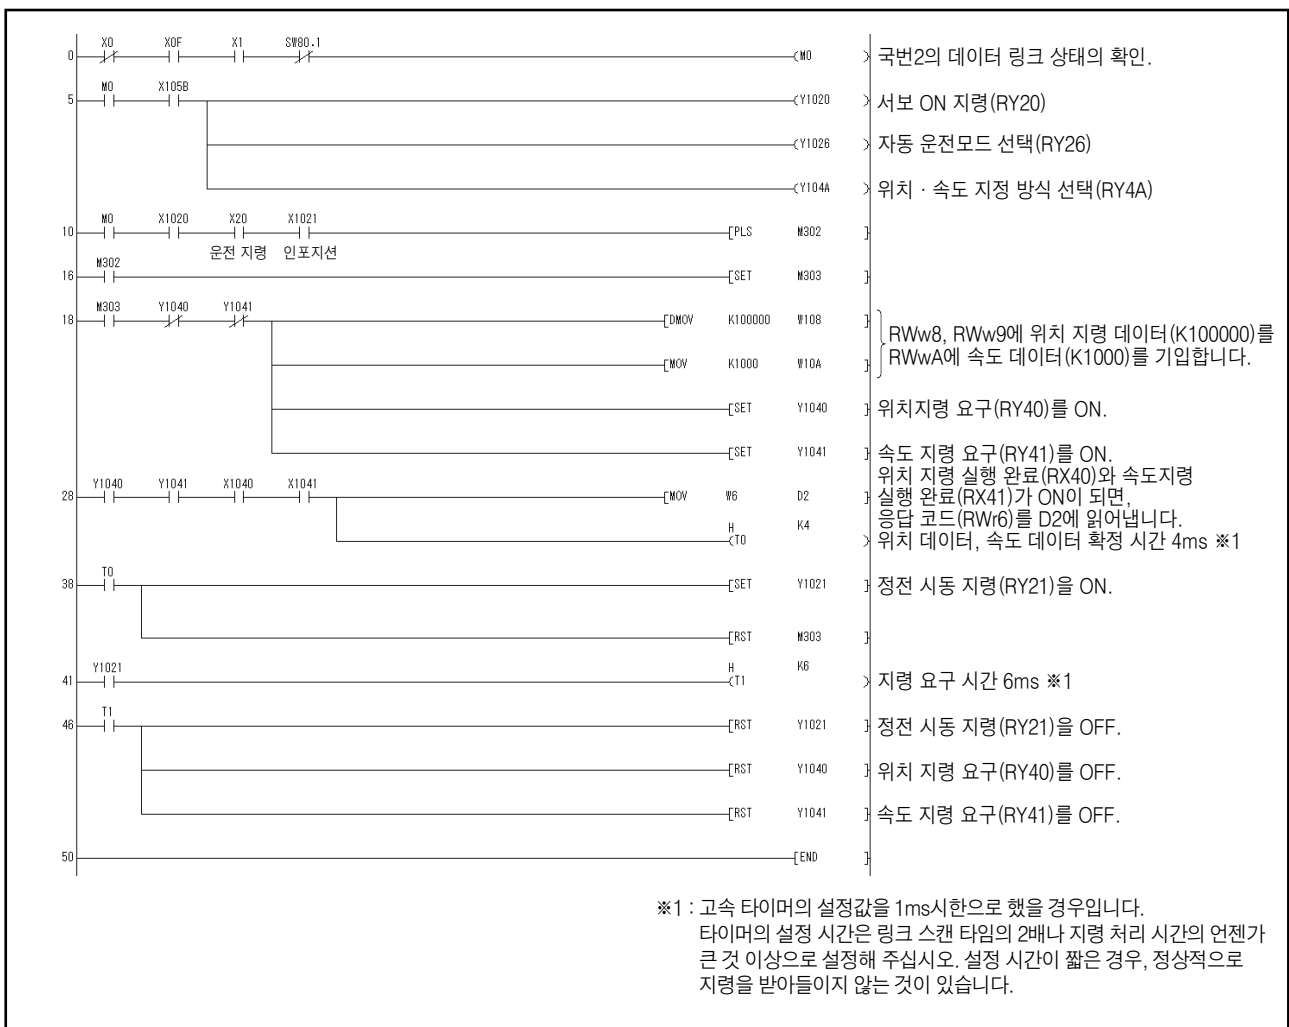 X0 X0F X1 SW80.1
0 (M0 ) 국번2의 데이터 링크 상태의 확인.
M0 X105B
5 (Y1020 ) 서보 ON 지령(RY20)
(Y1026 ) 자동 운전모드 선택(RY26)
(Y104A ) 위치 · 속도 지정 방식 선택(RY4A)
M0 X1020 X20 X1021
10 [PLS M302 ]
운전 지령 인포지션
M302
16 [SET M303 ]
M303 Y1040 Y1041
18 [DMOV K100000 W108 ]
RWw8, RWw9에 위치 지령 데이터(K100000)를
RWwA에 속도 데이터(K1000)를 기입합니다.
[MOV K1000 W10A ]
[SET Y1040 ] 위치지령 요구(RY40)를 ON.
[SET Y1041 ] 속도 지령 요구(RY41)를 ON.
위치 지령 실행 완료(RX40)와 속도지령
Y1040 Y1041 X1040 X1041
28 [MOV W6 D2 ] 실행 완료(RX41)가 ON이 되면,
응답 코드(RWr6)를 D2에 읽어냅니다.
H K4
(T0 ) 위치 데이터, 속도 데이터 확정 시간 4ms ※1
T0
38 [SET Y1021 ] 정전 시동 지령(RY21)을 ON.
[RST M303 ]
Y1021 H K6
41 (T1 ) 지령 요구 시간 6ms ※1
T1
46 [RST Y1021 ] 정전 시동 지령(RY21)을 OFF.
[RST Y1040 ] 위치 지령 요구(RY40)를 OFF.
[RST Y1041 ] 속도 지령 요구(RY41)를 OFF.
50 [END ]
※1 : 고속 타이머의 설정값을 1ms시한으로 했을 경우입니다.
타이머의 설정 시간은 링크 스캔 타임의 2배나 지령 처리 시간의 언젠가
큰 것 이상으로 설정해 주십시오. 설정 시간이 짧은 경우, 정상적으로
지령을 받아들이지 않는 것이 있습니다.